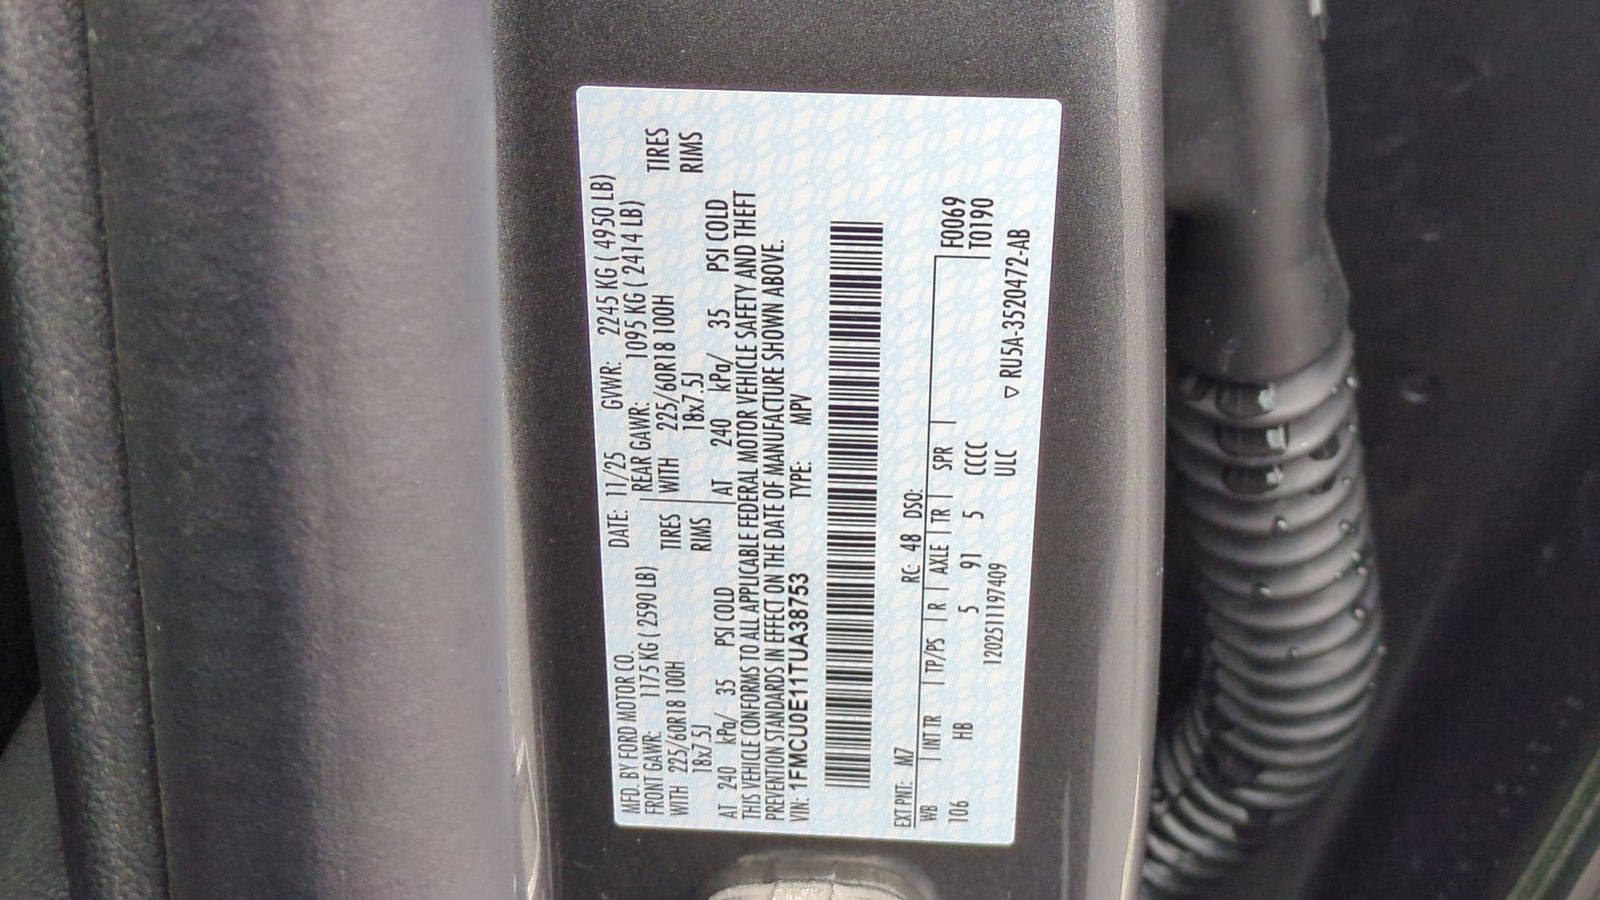 MFD. BY FORD MOTOR CO. DATE: 11/25 GVWR: 2245 KG ( 4950 LB)
FRONT GAWR: 1175 KG ( 2590 LB) REAR GAWR: 1095 KG ( 2414 LB)
WITH 225/60R18 100H TIRES WITH 225/60R18 100H TIRES
18x7.5J RIMS 18x7.5J RIMS
AT 240 kPa/ 35 PSI COLD AT 240 kPa/ 35 PSI COLD
THIS VEHICLE CONFORMS TO ALL APPLICABLE FEDERAL MOTOR VEHICLE SAFETY AND THEFT
PREVENTION STANDARDS IN EFFECT ON THE DATE OF MANUFACTURE SHOWN ABOVE.
VIN: 1FMCU0E11TUA38753 TYPE: MPV
EXT PNT: M7 RC: 48 DSO:
WB INT TR TP/PS R AXLE TR SPR F0069
106 HB 5 91 5 CCCC T0190
120251119​7409 ULC ▽ RU5A-3520472-AB